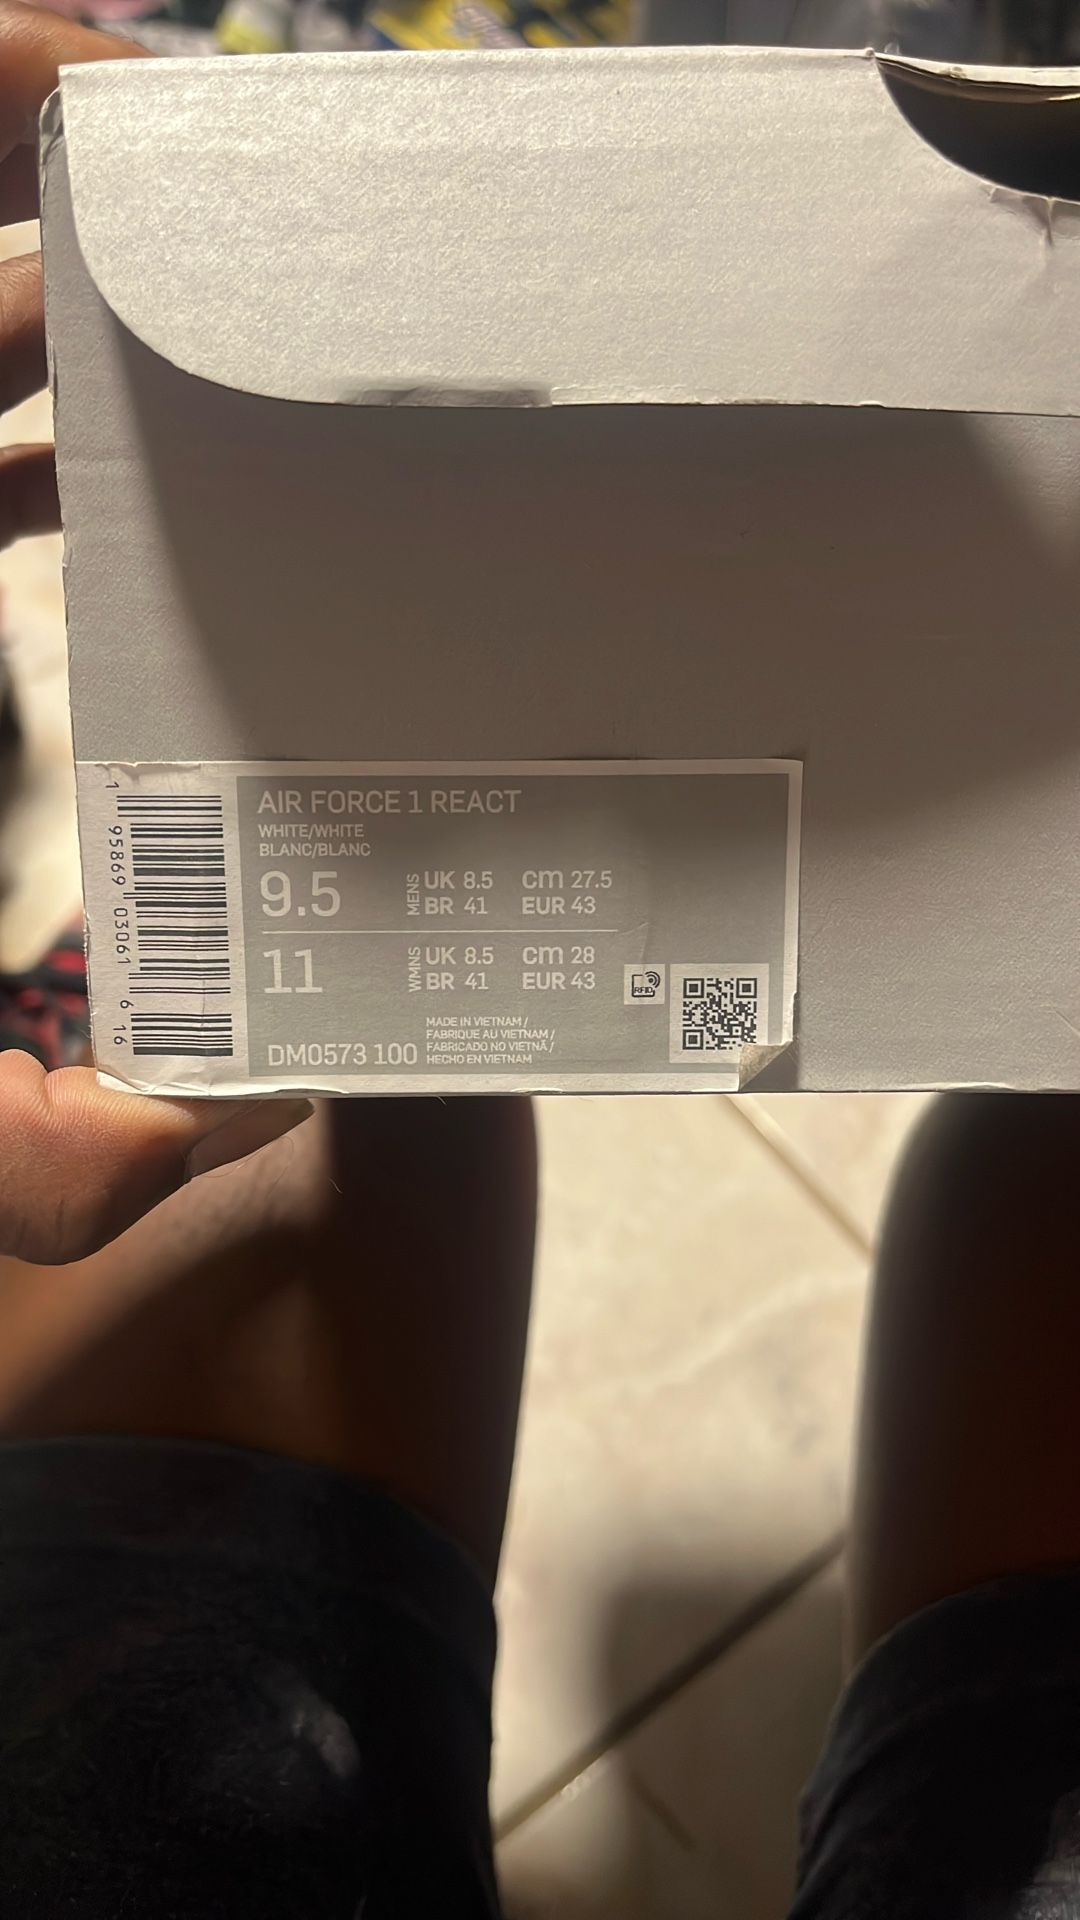 AIR FORCE 1 REACT
WHITE/WHITE
BLANC/BLANC
9.5 MENS UK 8.5 cm 27.5
BR 41 EUR 43
11 WMNS UK 8.5 cm 28
BR 41 EUR 43
RFID
MADE IN VIETNAM /
FABRIQUE AU VIETNAM /
FABRICADO NO VIETNÃ /
HECHO EN VIETNAM
DM0573 100
1 95869 03061 6 16